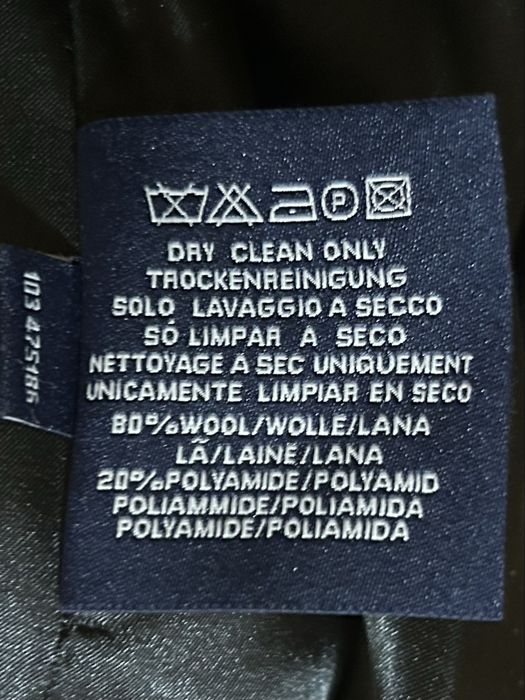 P
DRY CLEAN ONLY
TROCKENREINIGUNG
SOLO LAVAGGIO A SECCO
SÓ LIMPAR A SECO
NETTOYAGE À SEC UNIQUEMENT
UNICAMENTE LIMPIAR EN SECO
80%WOOL/WOLLE/LANA
LÃ/LAINE/LANA
20%POLYAMIDE/POLYAMID
POLIAMMIDE/POLIAMIDA
POLYAMIDE/POLIAMIDA
103 475186